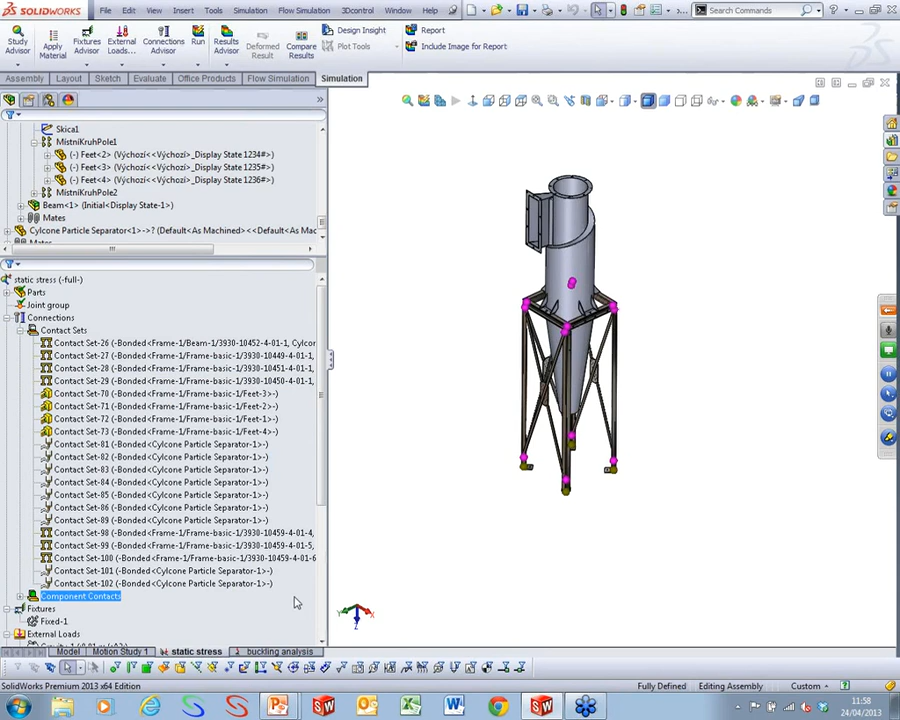 SOLIDWORKS File Edit View Insert Tools Simulation Flow Simulation 3Dcontrol Window Help Search Commands
Study Advisor
Apply Material
Fixtures Advisor
External Loads...
Connections Advisor
Run
Results Advisor
Deformed Result
Compare Results
Design Insight
Plot Tools
Report
Include Image for Report
Assembly Layout Sketch Evaluate Office Products Flow Simulation Simulation
Skica1
MístníKruhPole1
(-) Feet<2> (Výchozí<<Výchozí>_Display State 1234#>)
(-) Feet<3> (Výchozí<<Výchozí>_Display State 1235#>)
(-) Feet<4> (Výchozí<<Výchozí>_Display State 1236#>)
MístníKruhPole2
Beam<1> (Initial<Display State-1>)
Mates
Cylcone Particle Separator<1>->? (Default<As Machined><<Default<As Mac
Mates
static stress (-full-)
Parts
Joint group
Connections
Contact Sets
Contact Set-26 (-Bonded<Frame-1/Beam-1/3930-10452-4-01-1, Cylcor
Contact Set-27 (-Bonded<Frame-1/Frame-basic-1/3930-10449-4-01-1,
Contact Set-28 (-Bonded<Frame-1/Frame-basic-1/3930-10451-4-01-1,
Contact Set-29 (-Bonded<Frame-1/Frame-basic-1/3930-10450-4-01-1,
Contact Set-70 (-Bonded<Frame-1/Frame-basic-1/Feet-3>-)
Contact Set-71 (-Bonded<Frame-1/Frame-basic-1/Feet-2>-)
Contact Set-72 (-Bonded<Frame-1/Frame-basic-1/Feet-1>-)
Contact Set-73 (-Bonded<Frame-1/Frame-basic-1/Feet-4>-)
Contact Set-81 (-Bonded<Cylcone Particle Separator-1>-)
Contact Set-82 (-Bonded<Cylcone Particle Separator-1>-)
Contact Set-83 (-Bonded<Cylcone Particle Separator-1>-)
Contact Set-84 (-Bonded<Cylcone Particle Separator-1>-)
Contact Set-85 (-Bonded<Cylcone Particle Separator-1>-)
Contact Set-86 (-Bonded<Cylcone Particle Separator-1>-)
Contact Set-89 (-Bonded<Cylcone Particle Separator-1>-)
Contact Set-98 (-Bonded<Frame-1/Frame-basic-1/3930-10459-4-01-4,
Contact Set-99 (-Bonded<Frame-1/Frame-basic-1/3930-10459-4-01-5,
Contact Set-100 (-Bonded<Frame-1/Frame-basic-1/3930-10459-4-01-6
Contact Set-101 (-Bonded<Cylcone Particle Separator-1>-)
Contact Set-102 (-Bonded<Cylcone Particle Separator-1>-)
Component Contacts
Fixtures
Fixed-1
External Loads
Y X Z
Model Motion Study 1 static stress buckling analysis
SolidWorks Premium 2013 x64 Edition Fully Defined Editing Assembly Custom
11:58
24/04/2013